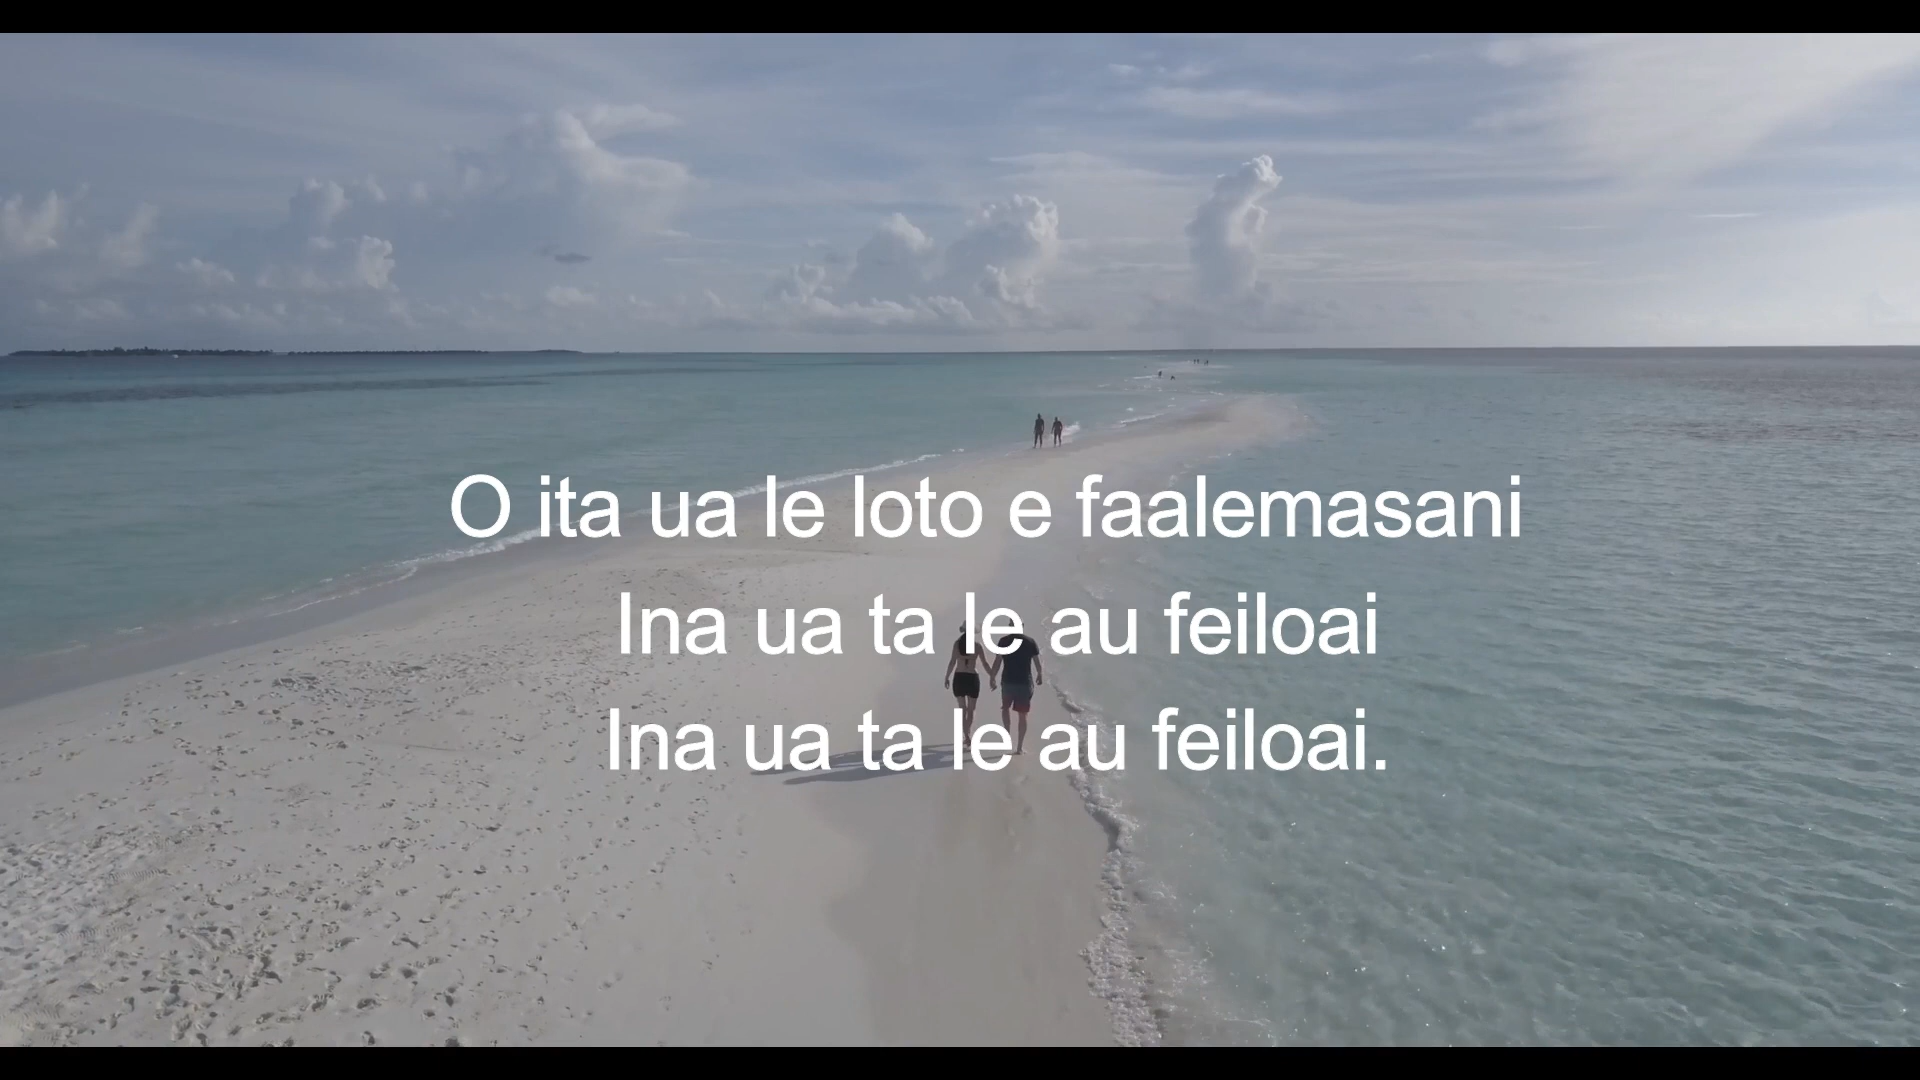 O ita ua le loto e faalemasani
Ina ua ta le au feiloai
Ina ua ta le au feiloai.